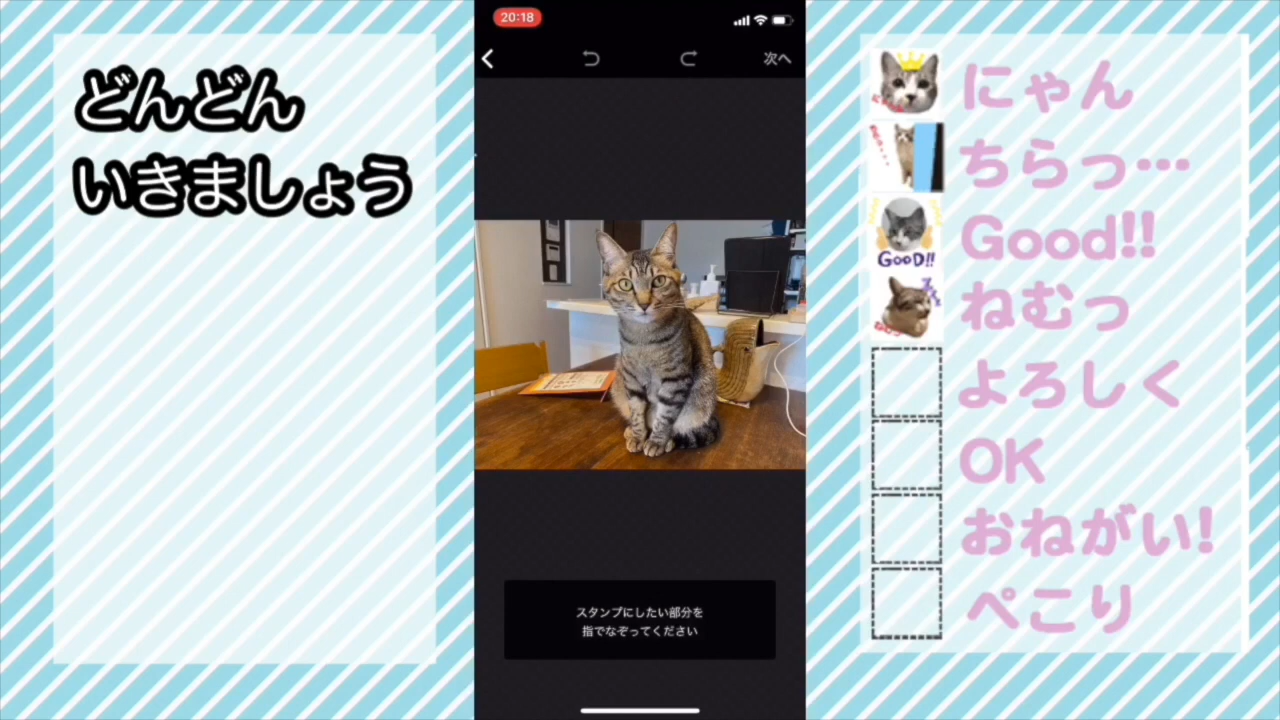 どんどん
いきましょう
20:18
次へ
スタンプにしたい部分を
指でなぞってください
にゃん
ちらっ…
GOOD!!
Good!!
ねむっ
よろしく
OK
おねがい!
ぺこり